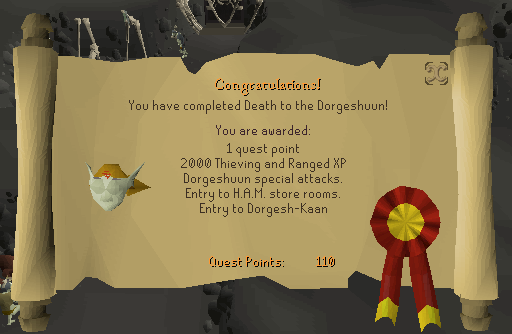 Congratulations!
You have completed Death to the Dorgeshuun!
You are awarded:
1 quest point
2000 Thieving and Ranged XP
Dorgeshuun special attacks.
Entry to H.A.M. store rooms.
Entry to Dorgesh-Kaan
Quest Points: 110